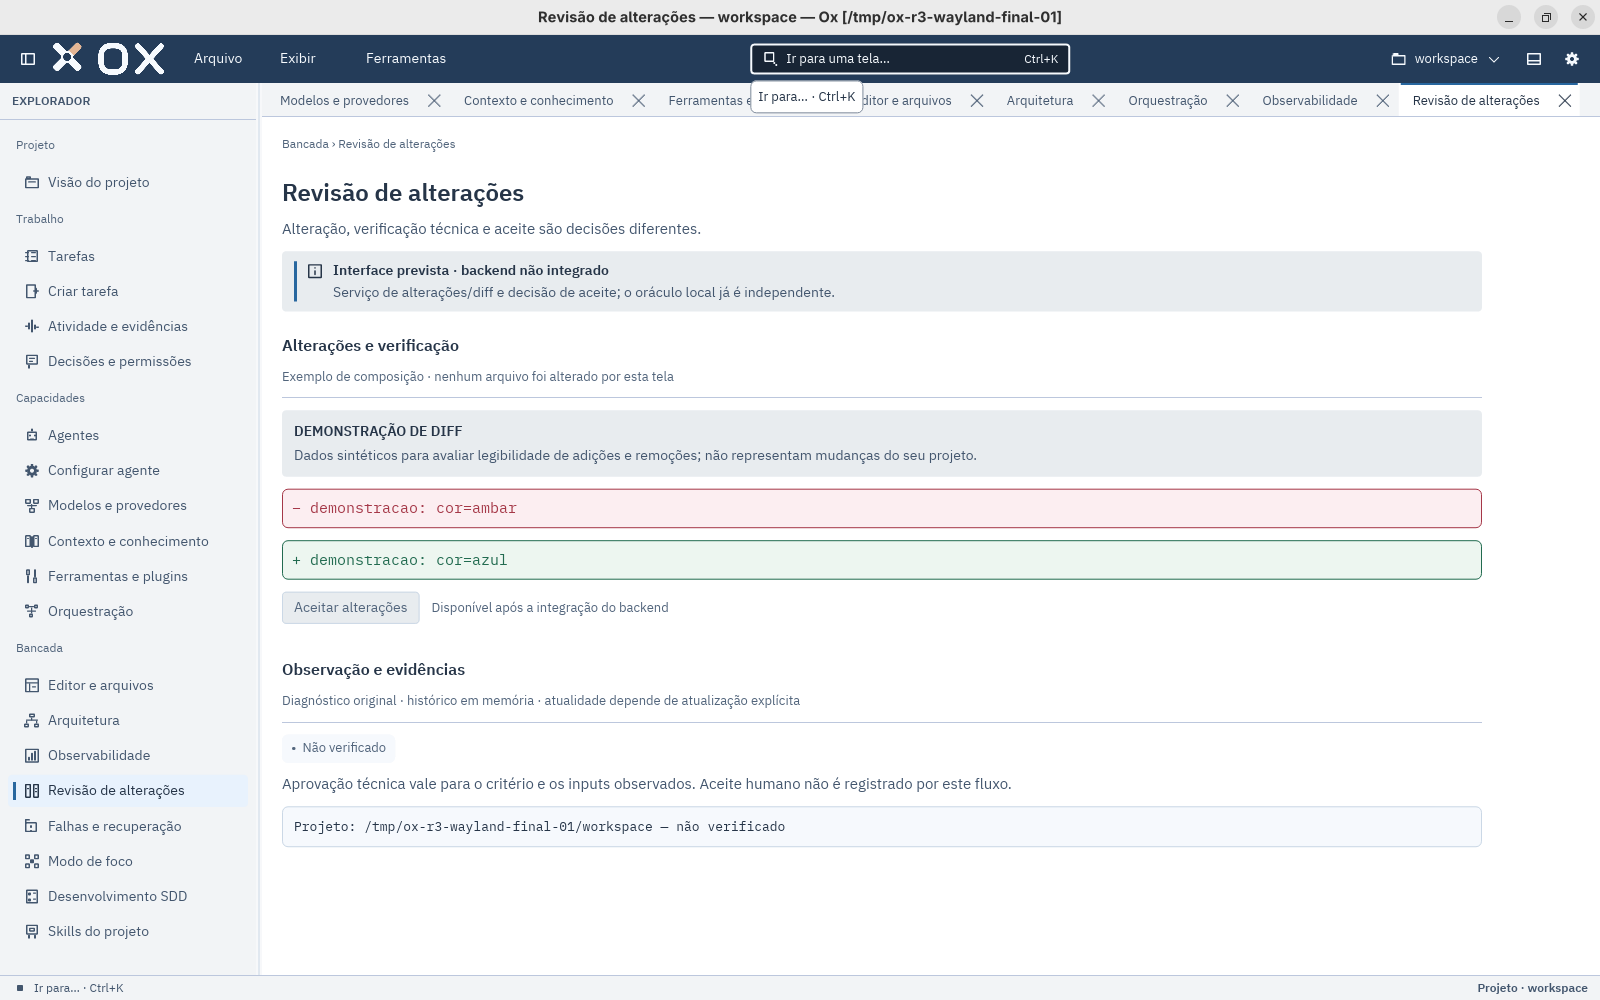 Revisão de alterações — workspace — Ox [/tmp/ox-r3-wayland-final-01]
OX
Arquivo
Exibir
Ferramentas
Ir para uma tela... Ctrl+K
workspace
EXPLORADOR
Modelos e provedores
Contexto e conhecimento
Ferramentas e
Ir para... · Ctrl+K
ditor e arquivos
Arquitetura
Orquestração
Observabilidade
Revisão de alterações
Projeto
Visão do projeto
Trabalho
Tarefas
Criar tarefa
Atividade e evidências
Decisões e permissões
Capacidades
Agentes
Configurar agente
Modelos e provedores
Contexto e conhecimento
Ferramentas e plugins
Orquestração
Bancada
Editor e arquivos
Arquitetura
Observabilidade
Revisão de alterações
Falhas e recuperação
Modo de foco
Desenvolvimento SDD
Skills do projeto
Bancada › Revisão de alterações
Revisão de alterações
Alteração, verificação técnica e aceite são decisões diferentes.
Interface prevista · backend não integrado
Serviço de alterações/diff e decisão de aceite; o oráculo local já é independente.
Alterações e verificação
Exemplo de composição · nenhum arquivo foi alterado por esta tela
DEMONSTRAÇÃO DE DIFF
Dados sintéticos para avaliar legibilidade de adições e remoções; não representam mudanças do seu projeto.
− demonstracao: cor=ambar
+ demonstracao: cor=azul
Aceitar alterações
Disponível após a integração do backend
Observação e evidências
Diagnóstico original · histórico em memória · atualidade depende de atualização explícita
• Não verificado
Aprovação técnica vale para o critério e os inputs observados. Aceite humano não é registrado por este fluxo.
Projeto: /tmp/ox-r3-wayland-final-01/workspace — não verificado
Ir para... · Ctrl+K
Projeto · workspace